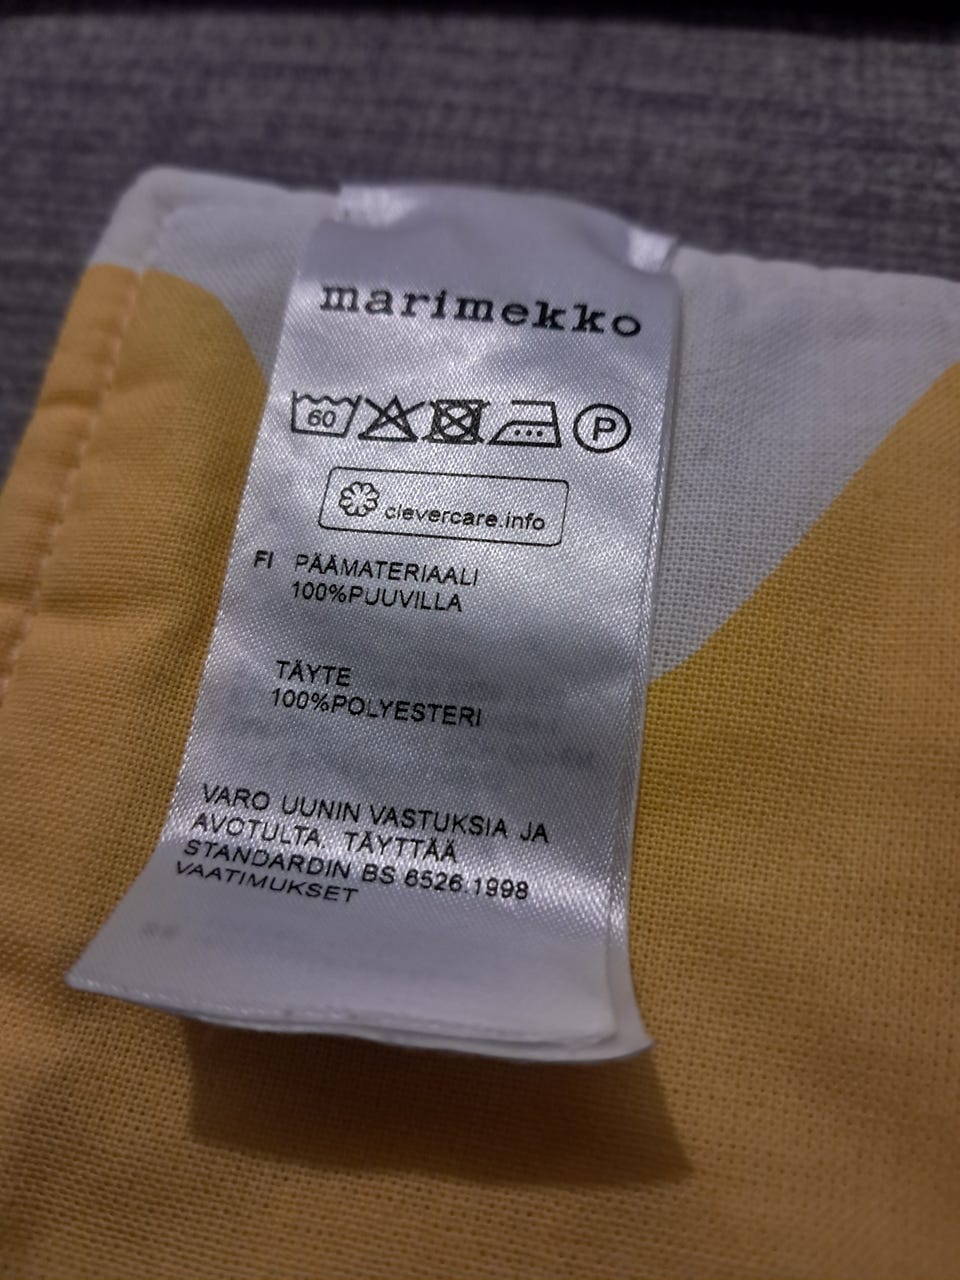 marimekko
60
P
clevercare.info
FI PÄÄMATERIAALI
100%PUUVILLA
TÄYTE
100%POLYESTERI
VARO UUNIN VASTUKSIA JA
AVOTULTA. TÄYTTÄÄ
STANDARDIN BS 6526:1998
VAATIMUKSET